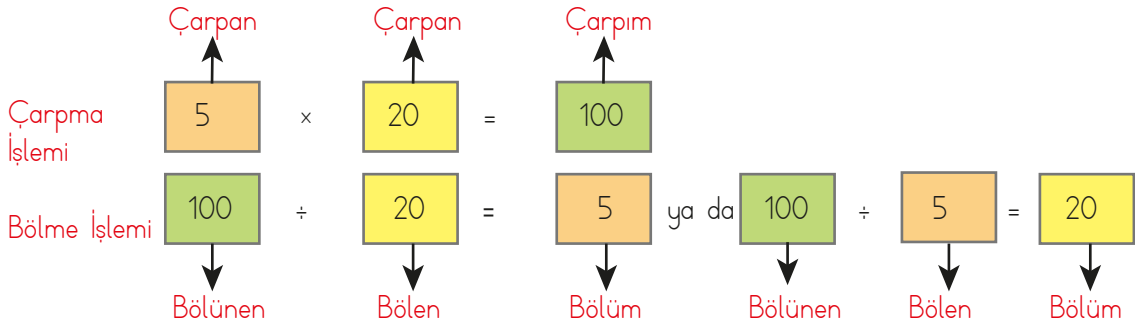 Çarpan Çarpan Çarpım
Çarpma İşlemi 5 x 20 = 100
Bölme İşlemi 100 ÷ 20 = 5 ya da 100 ÷ 5 = 20
Bölünen Bölen Bölüm Bölünen Bölen Bölüm